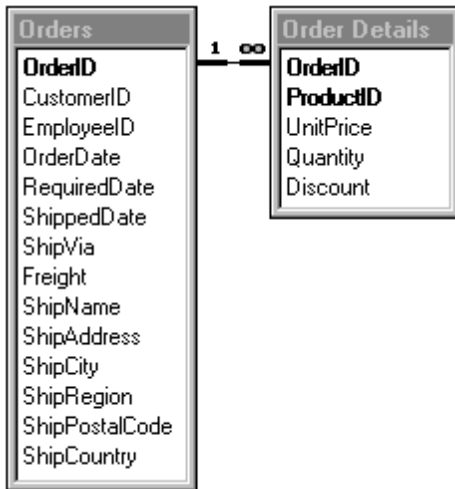 Orders
OrderID
CustomerID
EmployeeID
OrderDate
RequiredDate
ShippedDate
ShipVia
Freight
ShipName
ShipAddress
ShipCity
ShipRegion
ShipPostalCode
ShipCountry
1 ∞
Order Details
OrderID
ProductID
UnitPrice
Quantity
Discount